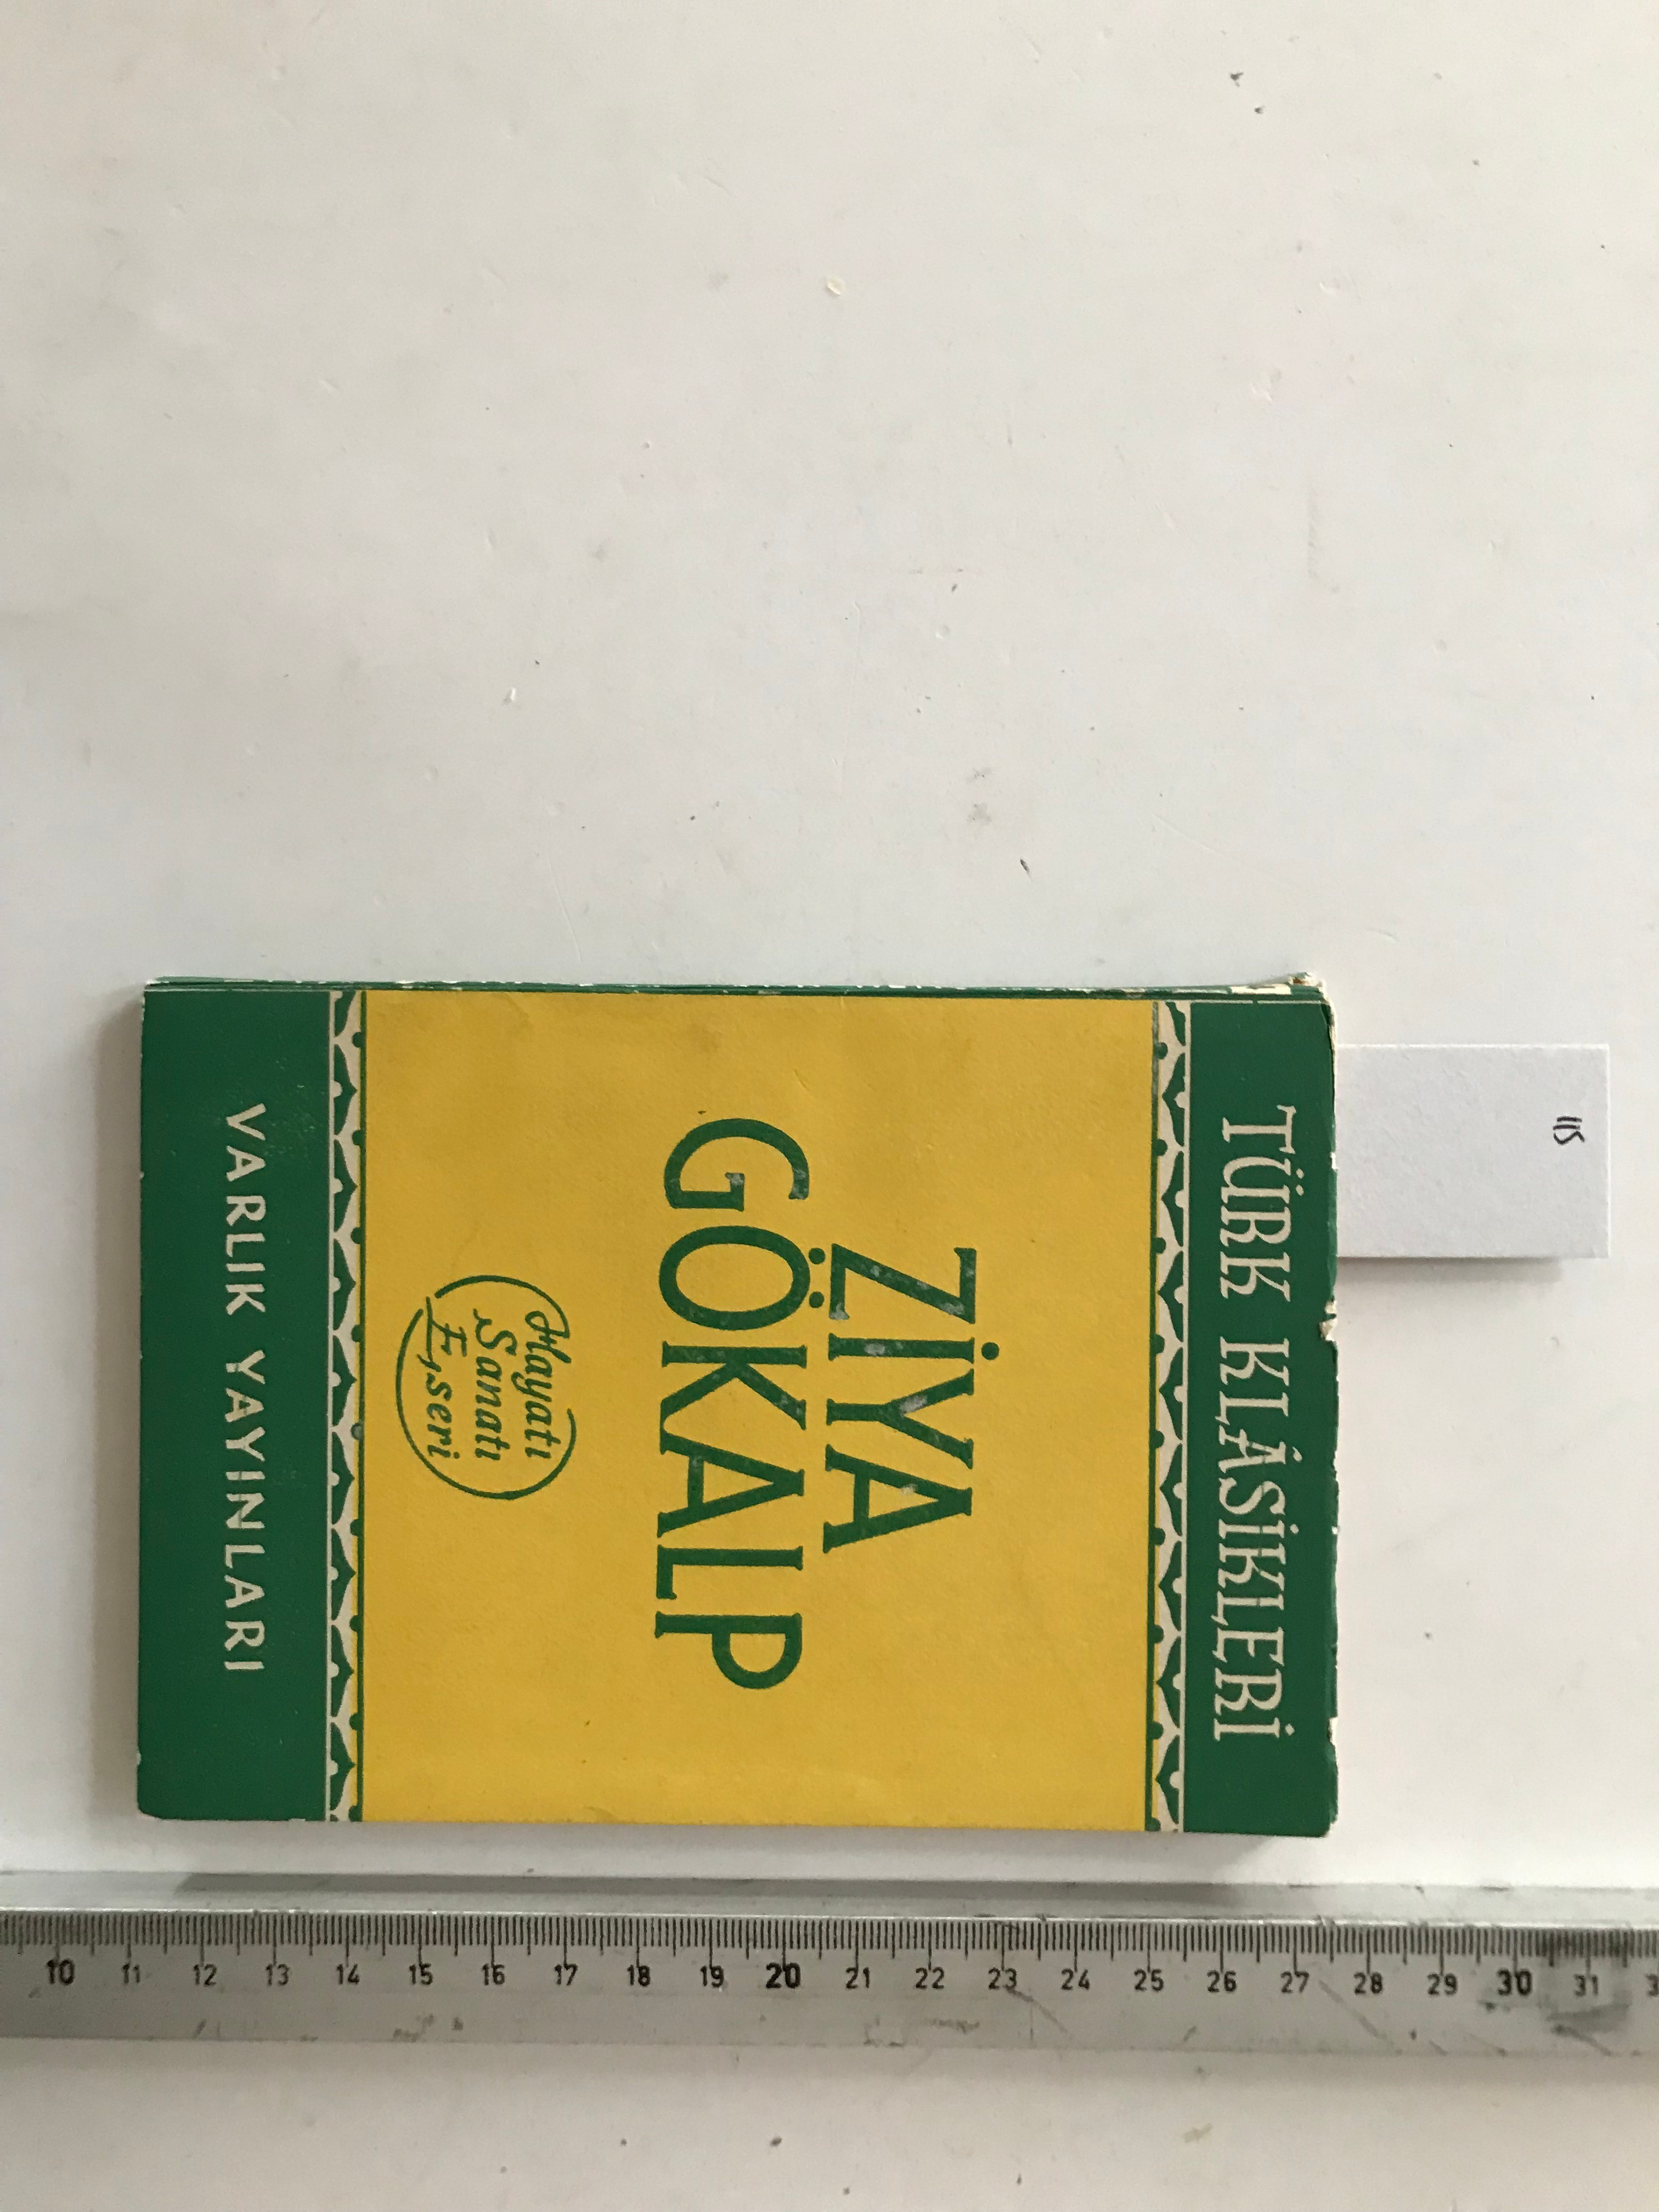 115
TÜRK KLÂSİKLERİ
ZİYA
GÖKALP
Hayatı
Sanatı
Eseri
VARLIK YAYINLARI
10 11 12 13 14 15 16 17 18 19 20 21 22 23 24 25 26 27 28 29 30 31